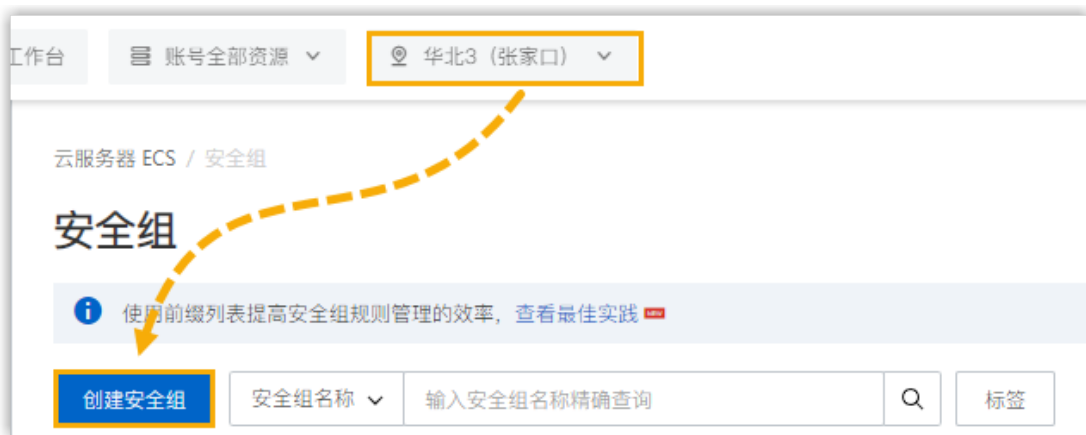 工作台 账号全部资源 华北3（张家口）
云服务器 ECS / 安全组
安全组
使用前缀列表提高安全组规则管理的效率，查看最佳实践 NEW
创建安全组 安全组名称 输入安全组名称精确查询 标签